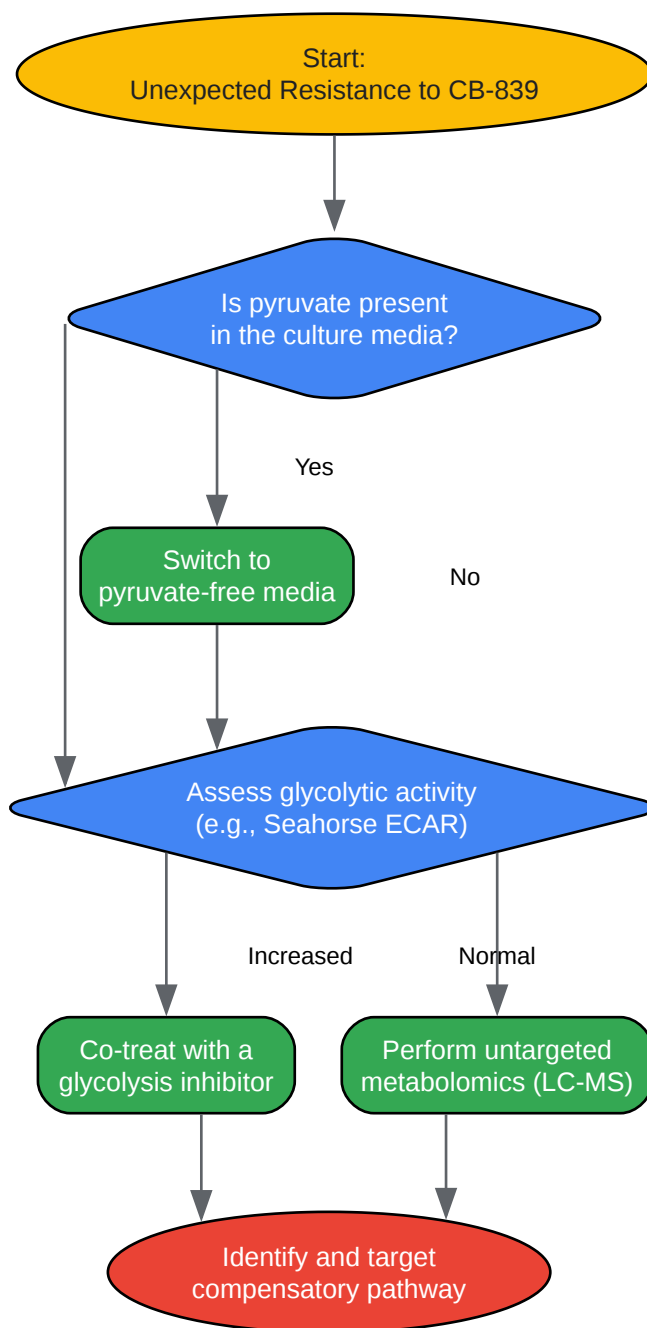 Start:
Unexpected Resistance to CB-839
Is pyruvate present
in the culture media?
Yes
Switch to
pyruvate-free media
No
Assess glycolytic activity
(e.g., Seahorse ECAR)
Increased
Normal
Co-treat with a
glycolysis inhibitor
Perform untargeted
metabolomics (LC-MS)
Identify and target
compensatory pathway